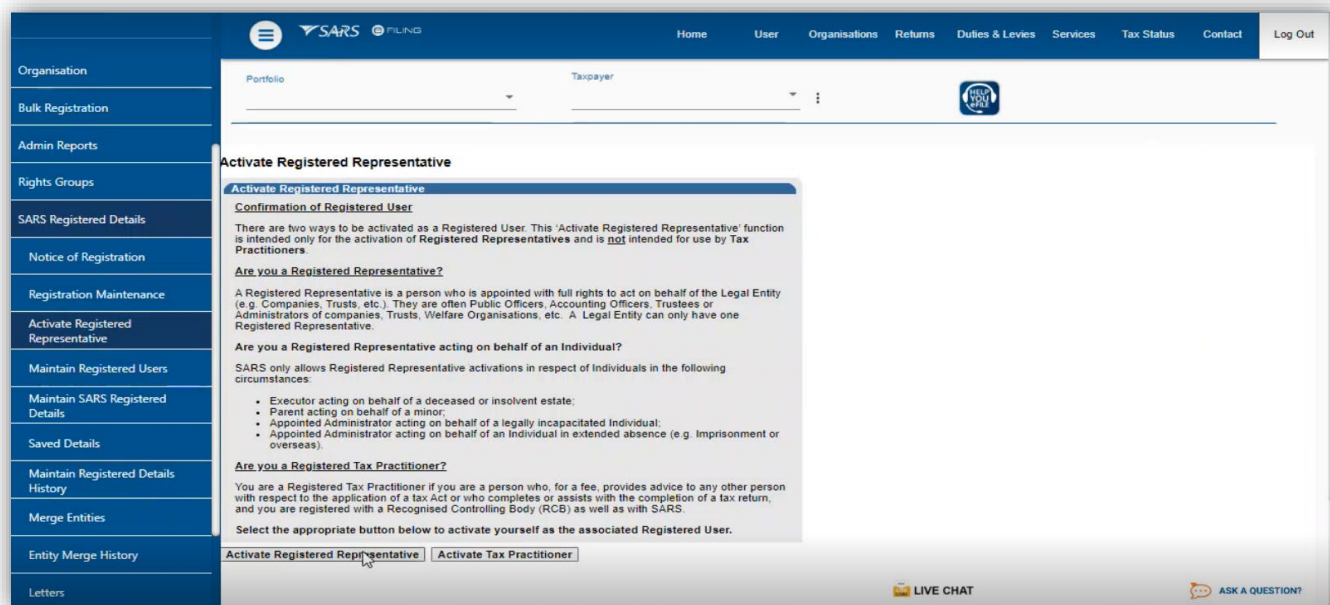 SARS eFILING
Home User Organisations Returns Duties & Levies Services Tax Status Contact Log Out
Organisation
Bulk Registration
Admin Reports
Rights Groups
SARS Registered Details
Notice of Registration
Registration Maintenance
Activate Registered
Representative
Maintain Registered Users
Maintain SARS Registered
Details
Saved Details
Maintain Registered Details
History
Merge Entities
Entity Merge History
Letters
Portfolio
Taxpayer
HELP
YOU
eFILE
Activate Registered Representative
Activate Registered Representative
Confirmation of Registered User
There are two ways to be activated as a Registered User. This 'Activate Registered Representative' function
is intended only for the activation of Registered Representatives and is not intended for use by Tax
Practitioners.
Are you a Registered Representative?
A Registered Representative is a person who is appointed with full rights to act on behalf of the Legal Entity
(e.g. Companies, Trusts, etc.). They are often Public Officers, Accounting Officers, Trustees or
Administrators of companies, Trusts, Welfare Organisations, etc. A Legal Entity can only have one
Registered Representative.
Are you a Registered Representative acting on behalf of an Individual?
SARS only allows Registered Representative activations in respect of Individuals in the following
circumstances:
• Executor acting on behalf of a deceased or insolvent estate;
• Parent acting on behalf of a minor;
• Appointed Administrator acting on behalf of a legally incapacitated Individual;
• Appointed Administrator acting on behalf of an Individual in extended absence (e.g. Imprisonment or
overseas).
Are you a Registered Tax Practitioner?
You are a Registered Tax Practitioner if you are a person who, for a fee, provides advice to any other person
with respect to the application of a tax Act or who completes or assists with the completion of a tax return,
and you are registered with a Recognised Controlling Body (RCB) as well as with SARS.
Select the appropriate button below to activate yourself as the associated Registered User.
Activate Registered Representative Activate Tax Practitioner
LIVE CHAT
ASK A QUESTION?